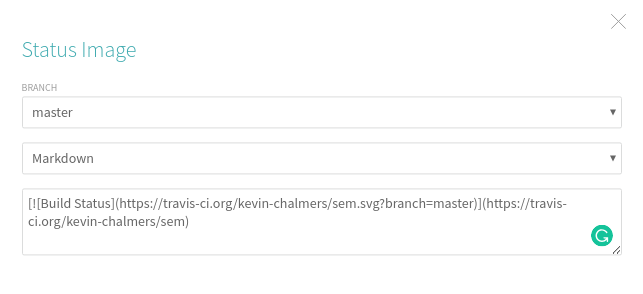 Status Image
BRANCH
master
Markdown
[![Build Status](https://travis-ci.org/kevin-chalmers/sem.svg?branch=master)](https://travis-
ci.org/kevin-chalmers/sem)